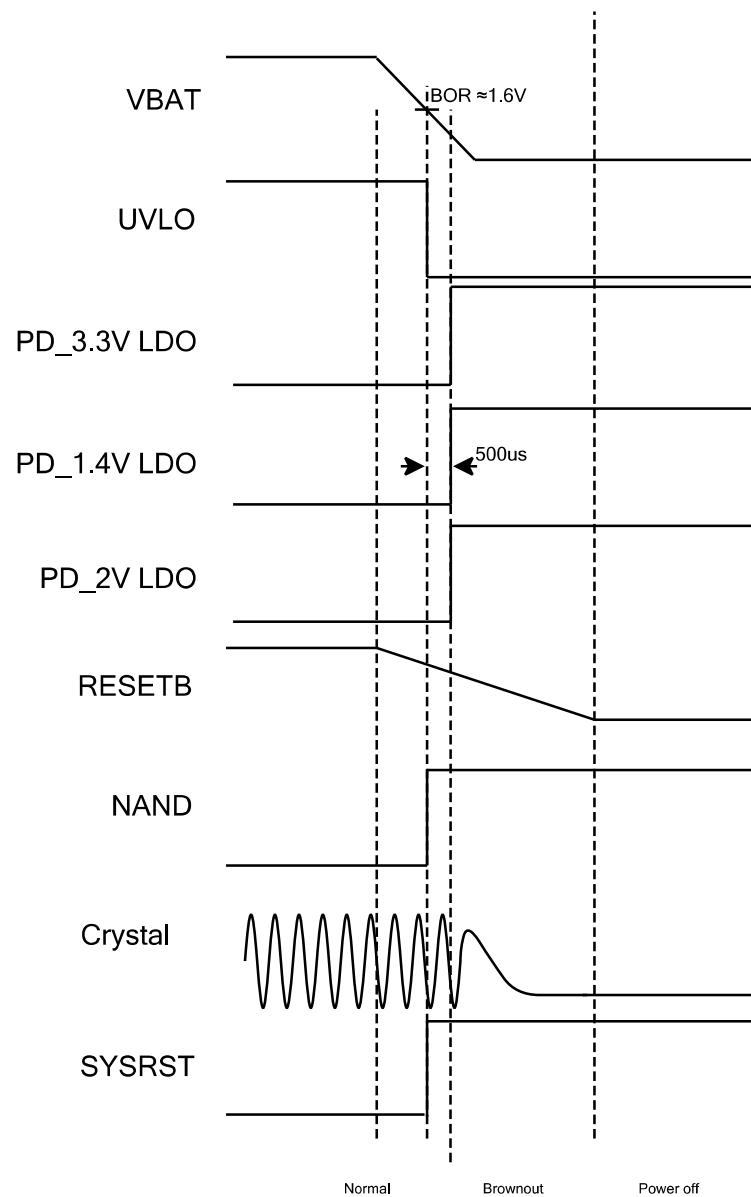 VBAT
BOR ≈1.6V
UVLO
PD_3.3V LDO
PD_1.4V LDO
500us
PD_2V LDO
RESETB
NAND
Crystal
SYSRST
Normal
Brownout
Power off